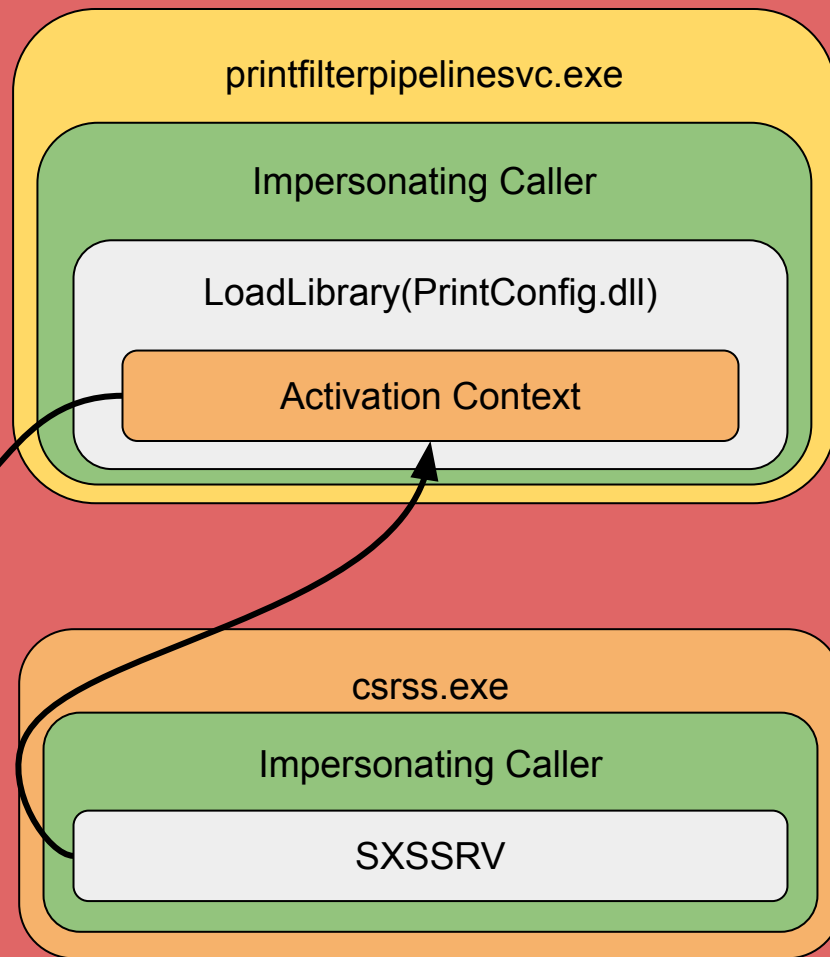 printfilterpipelinesvc.exe
Impersonating Caller
LoadLibrary(PrintConfig.dll)
Activation Context
csrss.exe
Impersonating Caller
SXSSRV